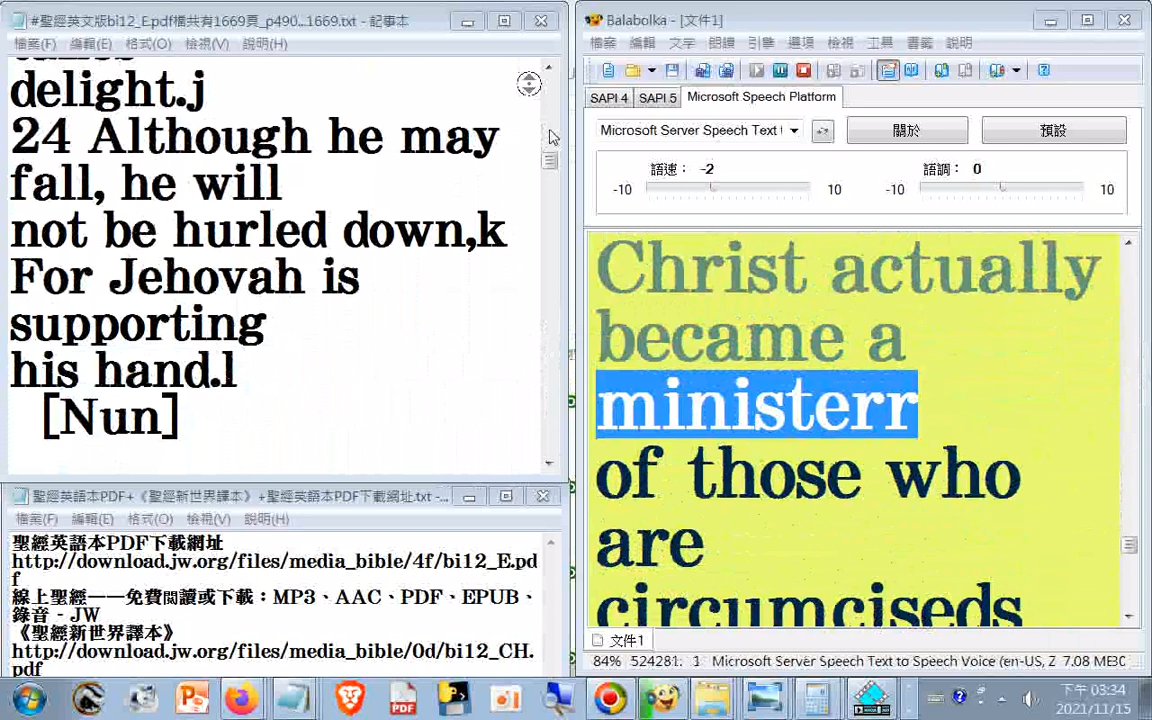 #聖經英文版bi12_E.pdf檔共有1669頁_p490...1669.txt - 記事本
檔案(F) 編輯(E) 格式(O) 檢視(V) 說明(H)
delight.j
24 Although he may
fall, he will
not be hurled down,k
For Jehovah is
supporting
his hand.l
[Nun]
聖經英語本PDF+《聖經新世界譯本》+聖經英語本PDF下載網址.txt - ...
檔案(F) 編輯(E) 格式(O) 檢視(V) 說明(H)
聖經英語本PDF下載網址
http://download.jw.org/files/media_bible/4f/bi12_E.pd
f
線上聖經——免費閱讀或下載：MP3、AAC、PDF、EPUB、
錄音 - JW
《聖經新世界譯本》
http://download.jw.org/files/media_bible/0d/bi12_CH.
pdf
Balabolka - [文件1]
檔案 編輯 文字 朗讀 引擎 選項 檢視 工具 書籤 說明
SAPI 4 SAPI 5 Microsoft Speech Platform
Microsoft Server Speech Text 關於 預設
語速： -2 語調： 0
-10 10 -10 10
Christ actually
became a
ministerr
of those who
are
circumciseds
文件1
84% 524281: 1 Microsoft Server Speech Text to Speech Voice (en-US, Z 7.08 MB
下午 03:34
2021/11/15